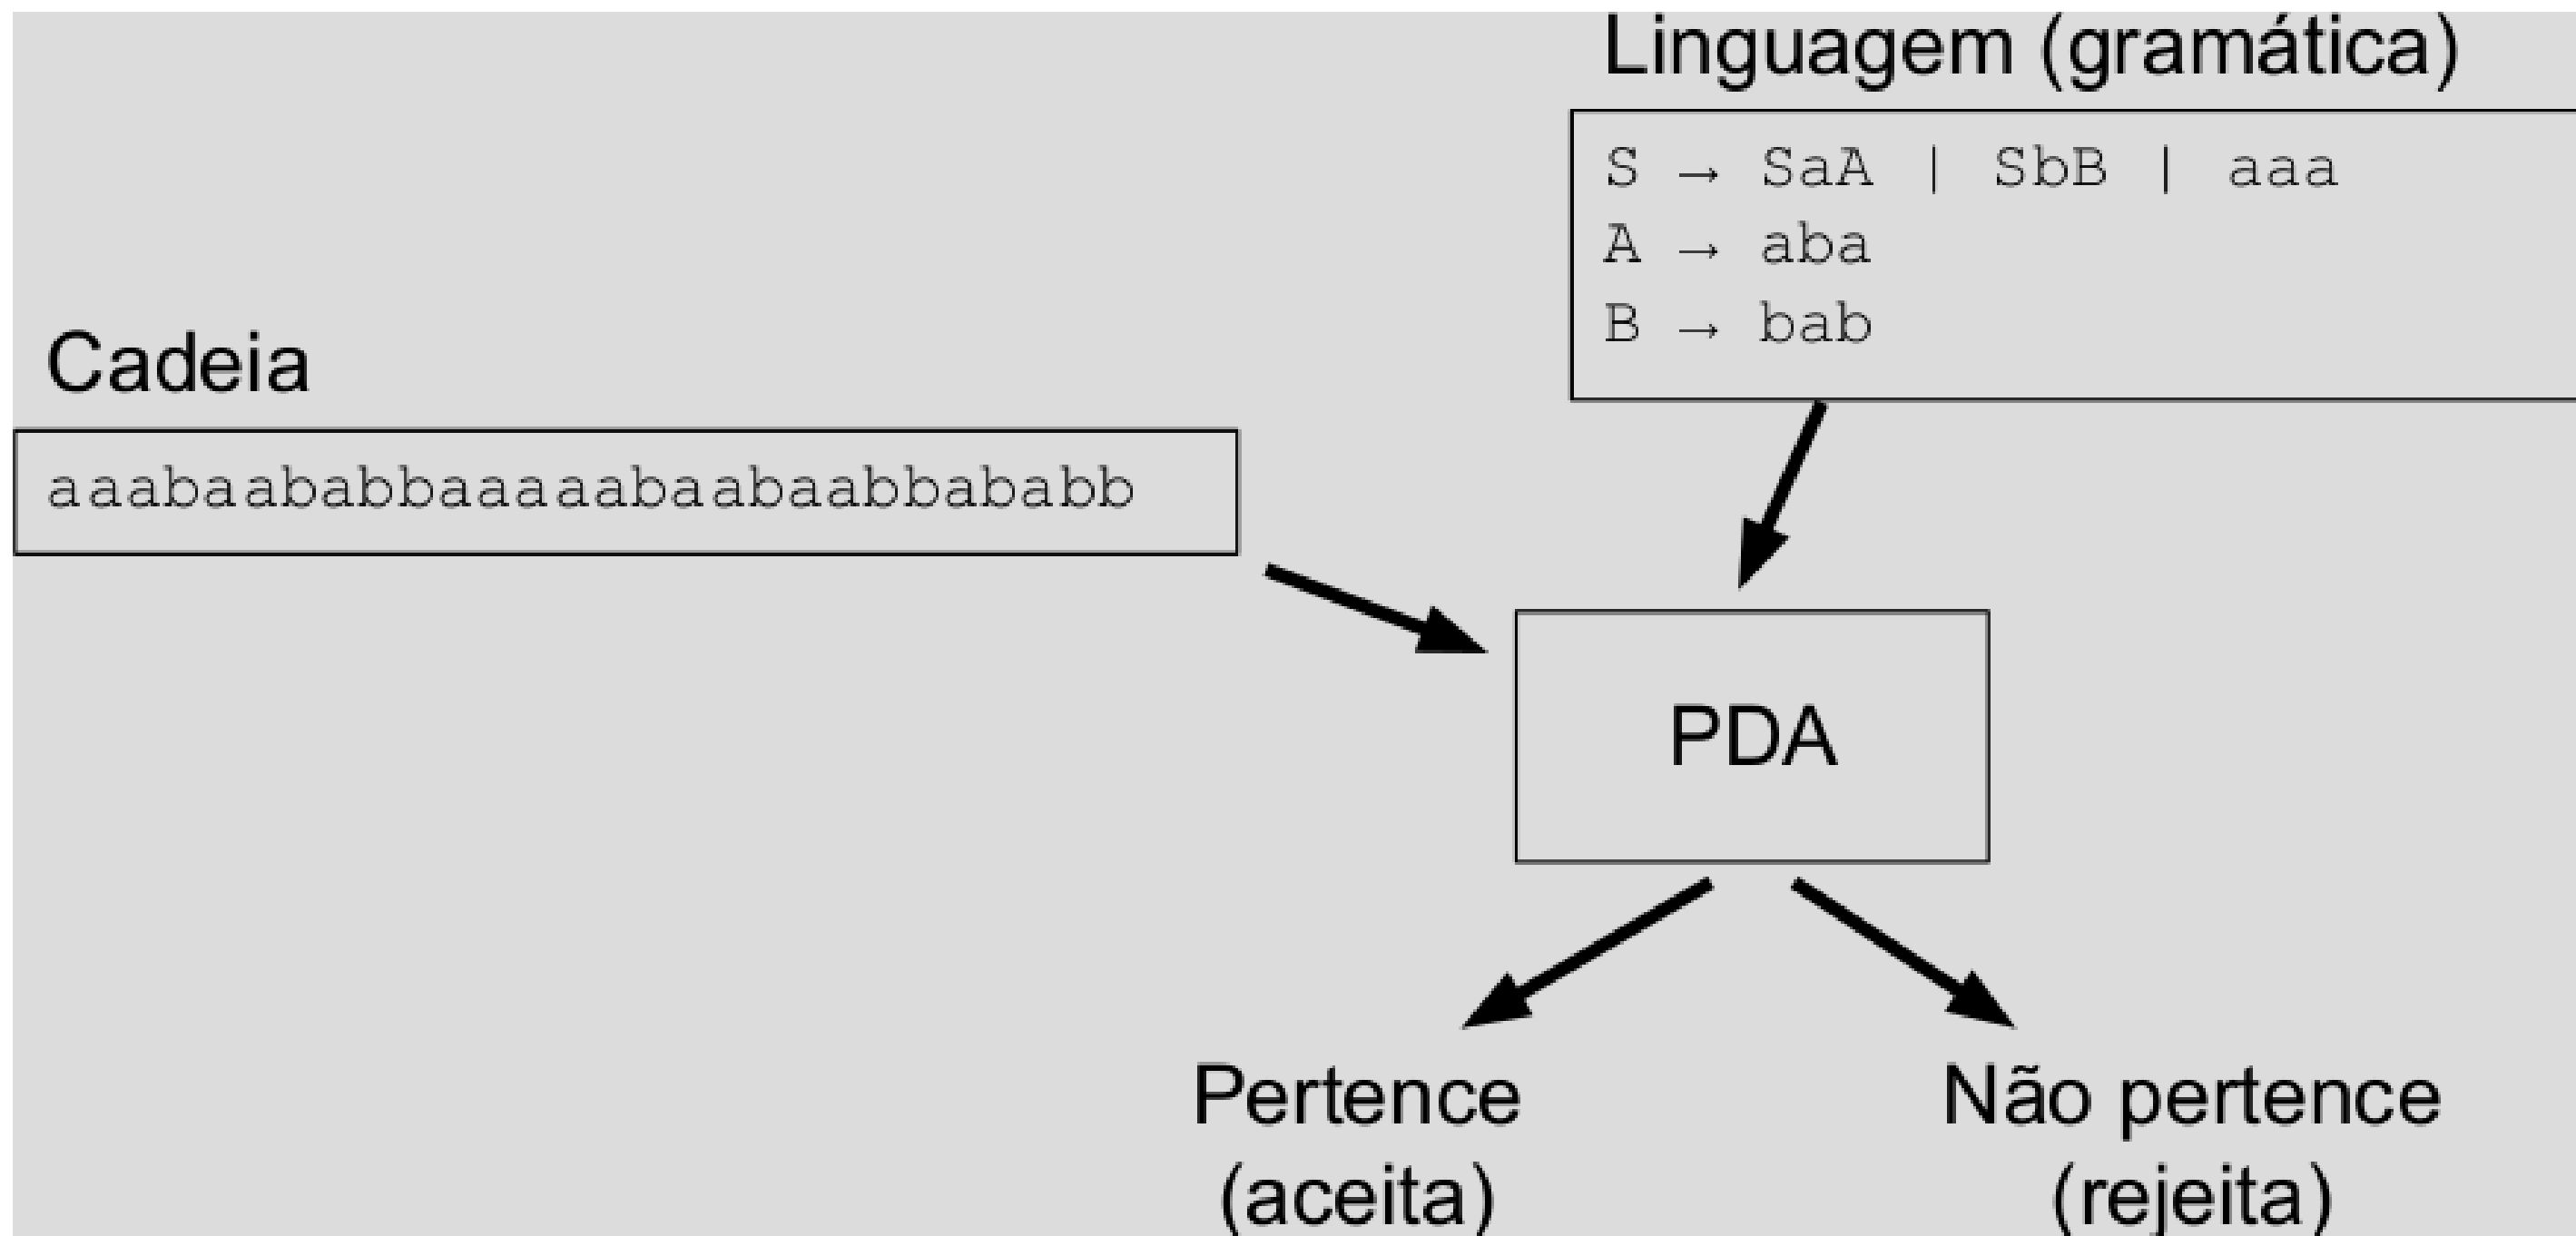 Linguagem (gramática)
S → SaA | SbB | aaa
A → aba
B → bab
Cadeia
aaabaababbaaaaabaabaabbababb
PDA
Pertence
(aceita)
Não pertence
(rejeita)